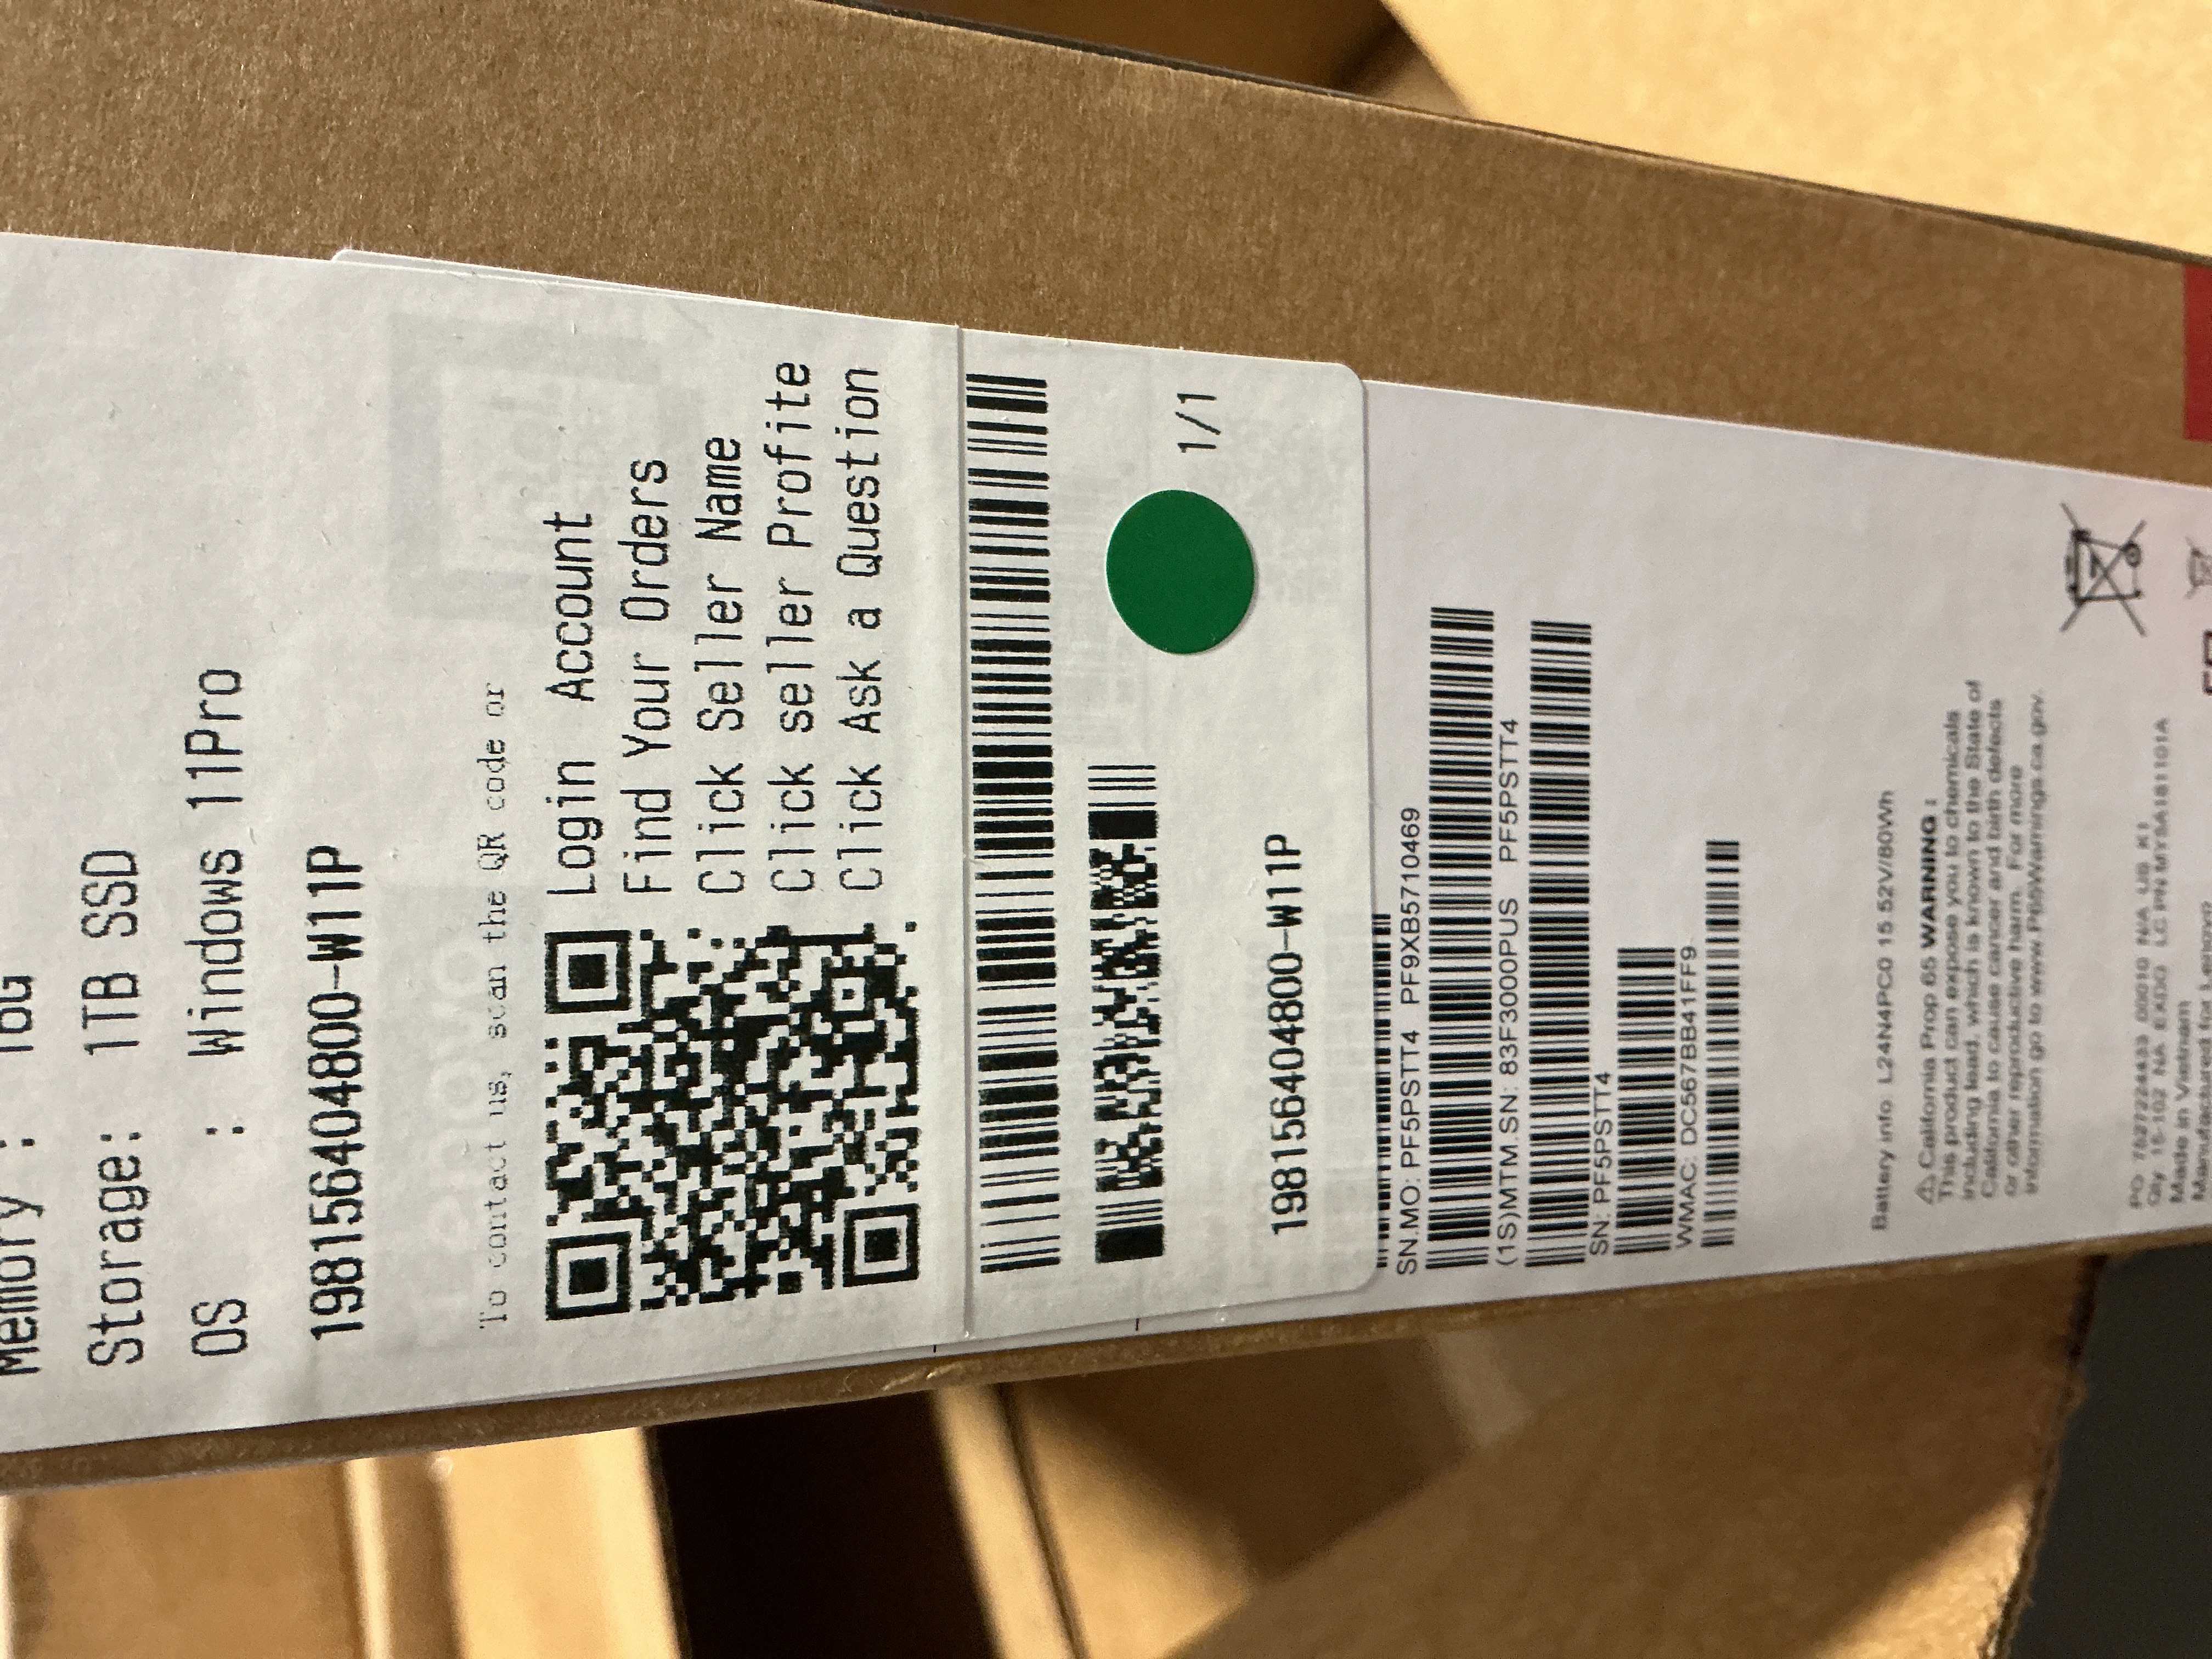 Memory : 16G
Storage: 1TB SSD
OS : Windows 11Pro
198156404800-W11P
To contact us, scan the QR code or
Login Account
Find Your Orders
Click Seller Name
Click seller Profite
Click Ask a Question
1/1
198156404800-W11P
SN.MO: PF5PSTT4 PF9XB5710469
(1S)MTM.SN: 83F3000PUS PF5PSTT4
SN: PF5PSTT4
WMAC: DC567BB41FF9
Battery info L24N4PC0 15 52V/80Wh
⚠ California Prop 65 WARNING :
This product can expose you to chemicals
including lead, which is known to the State of
California to cause cancer and birth defects
or other reproductive harm. For more
information go to www.P65Warnings.ca.gov.
Made in Vietnam